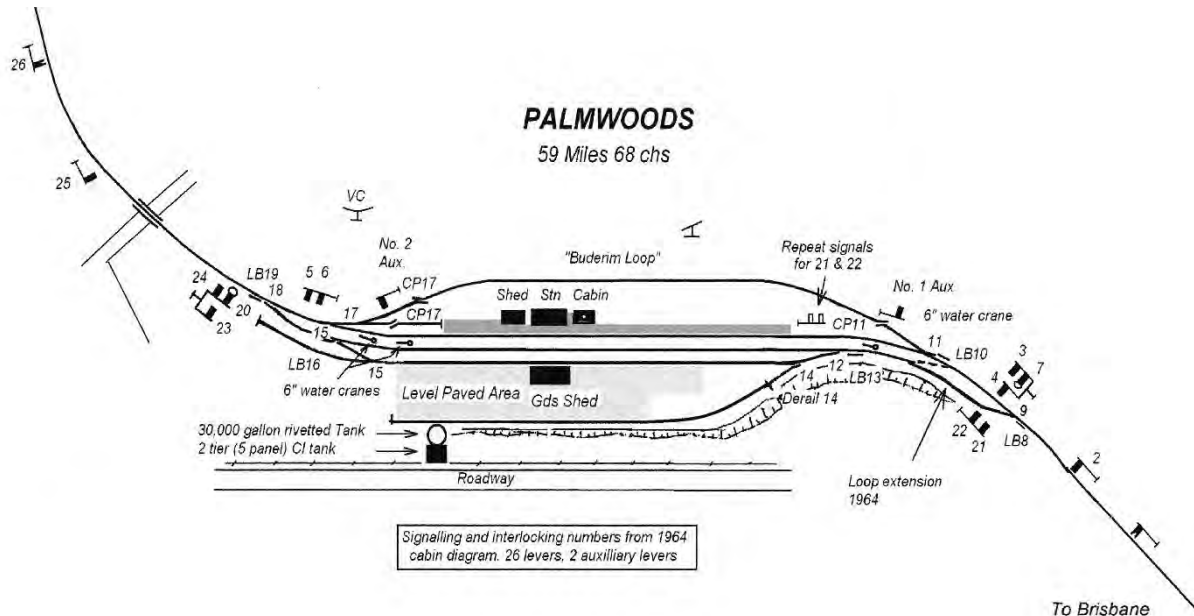 PALMWOODS
59 Miles 68 chs
26
25
VC
No. 2
Aux.
CP17
"Buderim Loop"
Repeat signals
for 21 & 22
No. 1 Aux
6" water crane
24
LB19
18
5 6
17
CP17
Shed Stn Cabin
CP11
11
LB10
3
7
20
23
15
LB16
15
6" water cranes
Level Paved Area
Gds Shed
14
12
LB13
Derail 14
4
9
22
21
LB8
2
30,000 gallon rivetted Tank
2 tier (5 panel) CI tank
Roadway
Loop extension
1964
Signalling and interlocking numbers from 1964
cabin diagram. 26 levers, 2 auxilliary levers
To Brisbane